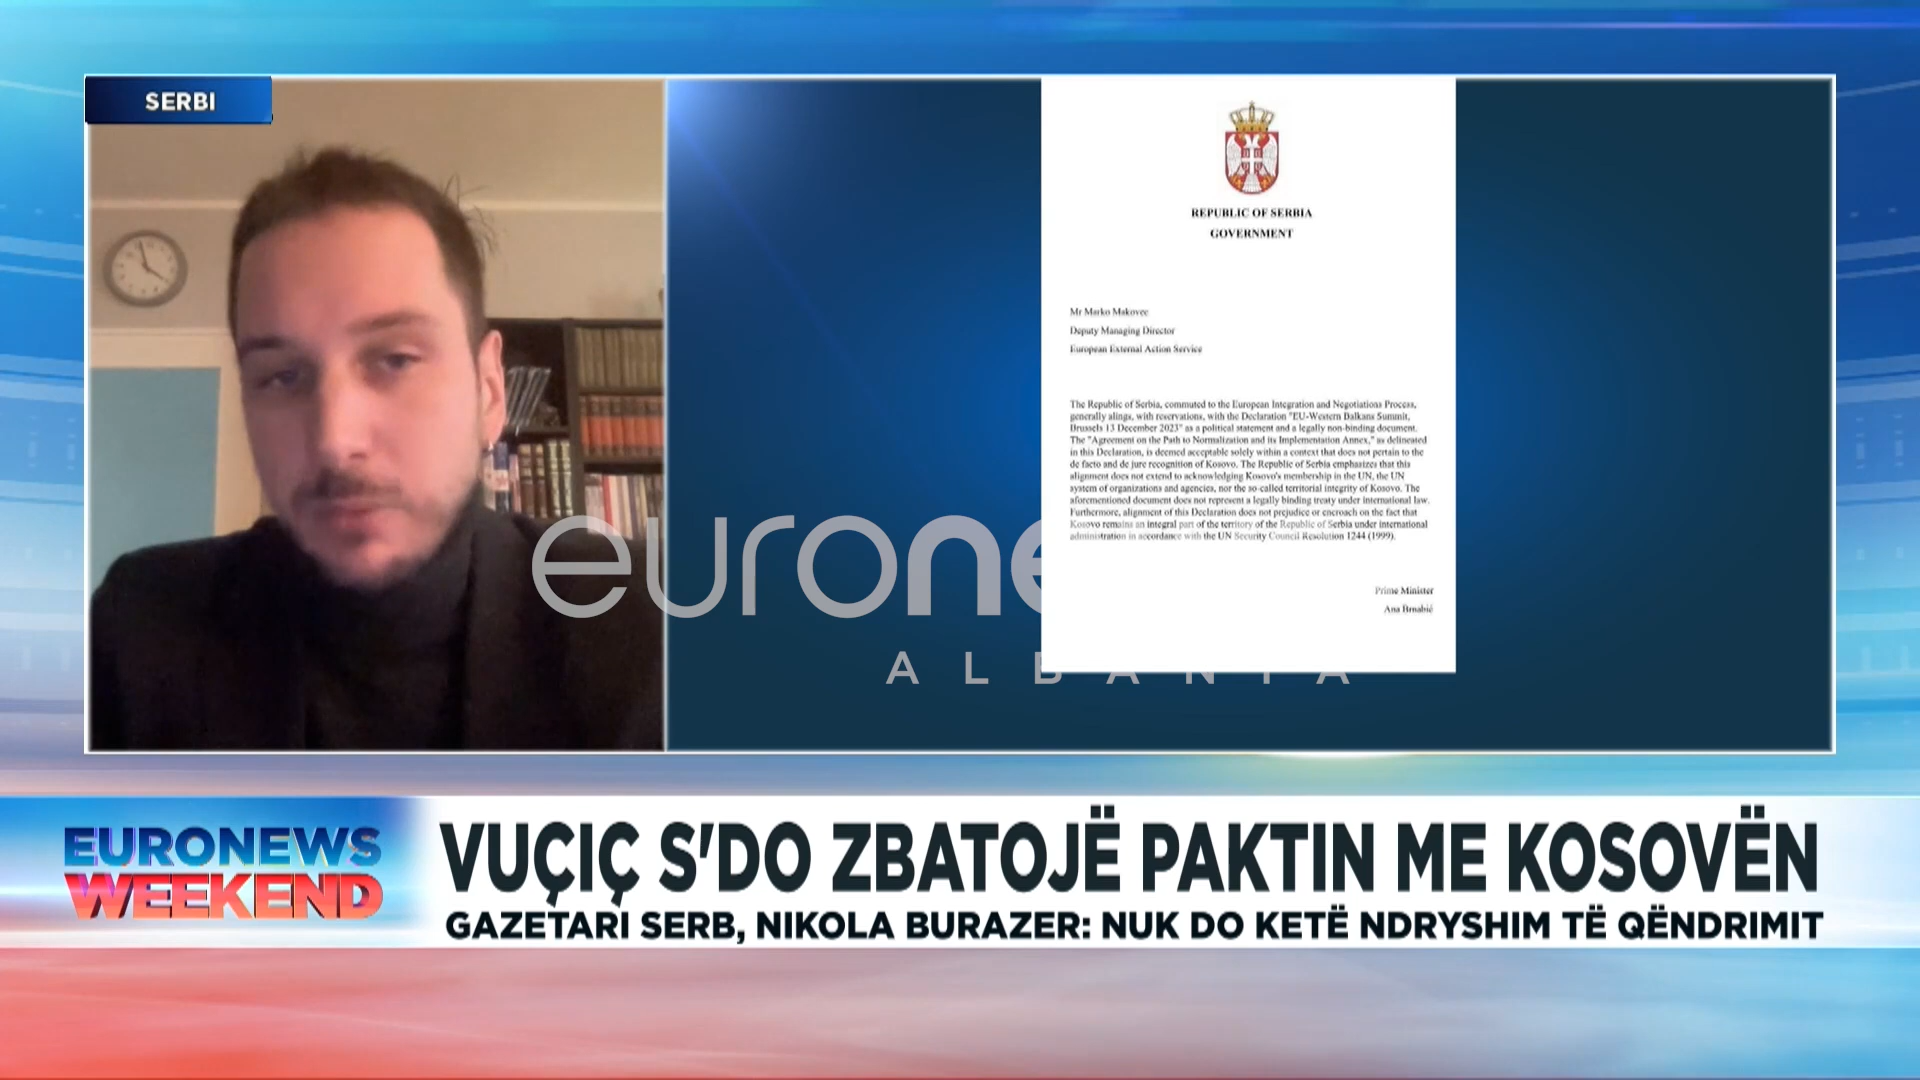 SERBI
REPUBLIC OF SERBIA
GOVERNMENT
Mr Marko Makovec
Deputy Managing Director
European External Action Service
The Republic of Serbia, commuted to the European Integration and Negotiations Process,
generally alings, with reservations, with the Declaration "EU-Western Balkans Summit,
Brussels 13 December 2023" as a political statement and a legally non-binding document.
The "Agreement on the Path to Normalization and its Implementation Annex," as delineated
in this Declaration, is deemed acceptable solely within a context that does not pertain to the
de facto and de jure recognition of Kosovo. The Republic of Serbia emphasizes that this
alignment does not extend to acknowledging Kosovo's membership in the UN, the UN
system of organizations and agencies, nor the so-called territorial integrity of Kosovo. The
aforementioned document does not represent a legally binding treaty under international law.
Furthermore, alignment of this Declaration does not prejudice or encroach on the fact that
Kosovo remains an integral part of the territory of the Republic of Serbia under international
administration in accordance with the UN Security Council Resolution 1244 (1999).
Prime Minister
Ana Brnabić
eurone
ALBANIA
EURONEWS
WEEKEND
VUÇIÇ S'DO ZBATOJË PAKTIN ME KOSOVËN
GAZETARI SERB, NIKOLA BURAZER: NUK DO KETË NDRYSHIM TË QËNDRIMIT